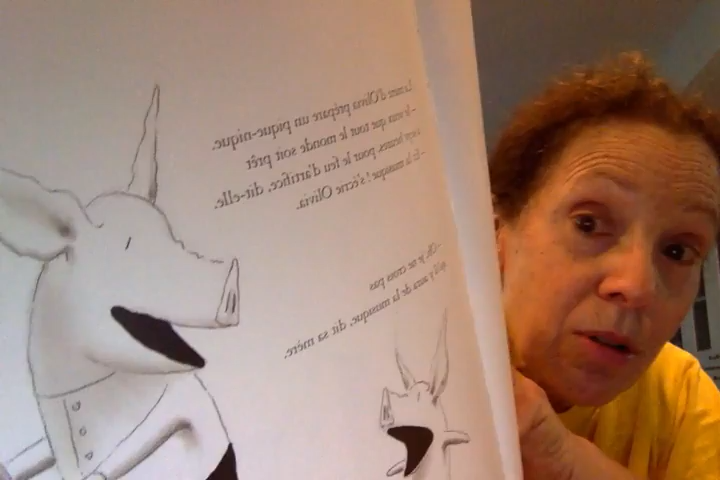 La mère d'Olivia prépare un pique-nique.
–Je veux que tout le monde soit prêt
à sept heures, pour le feu d'artifice, dit-elle.
–Et la musique ! s'écrie Olivia.
–Oh, je ne crois pas
qu'il y aura de la musique, dit sa mère.